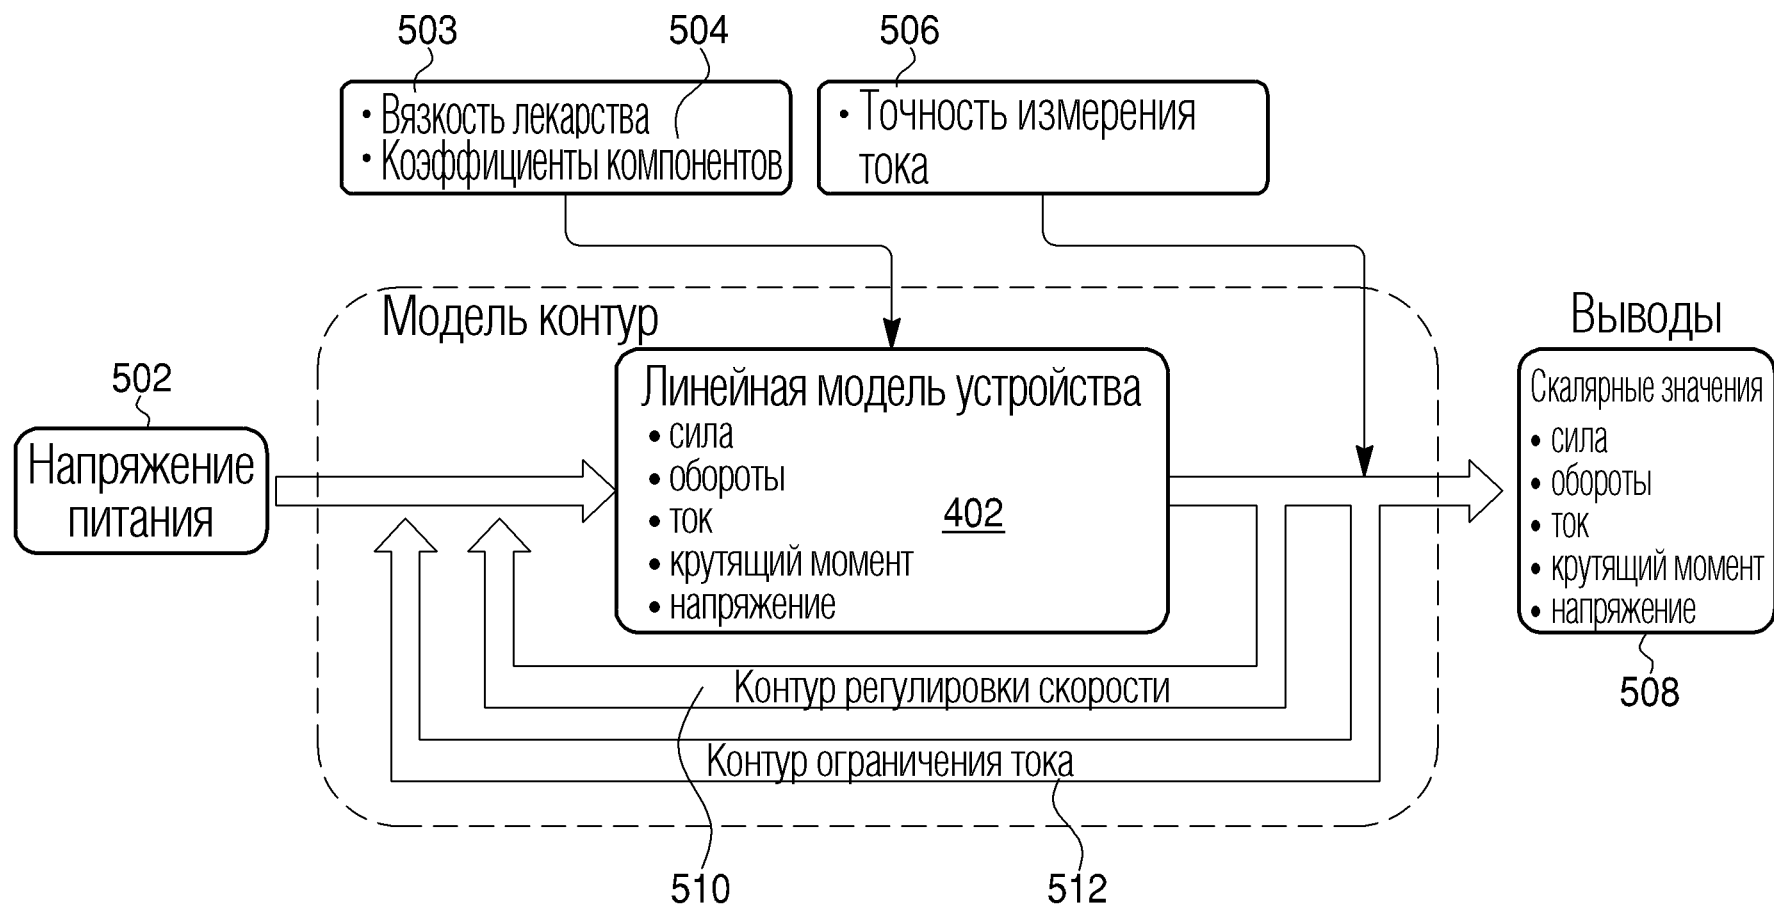 503
504
506
• Вязкость лекарства
• Коэффициенты компонентов
• Точность измерения
тока
Модель контур
Выводы
502
Напряжение
питания
Линейная модель устройства
• сила
• обороты
• ток
• крутящий момент
• напряжение
402
Скалярные значения
• сила
• обороты
• ток
• крутящий момент
• напряжение
508
Контур регулировки скорости
Контур ограничения тока
510
512